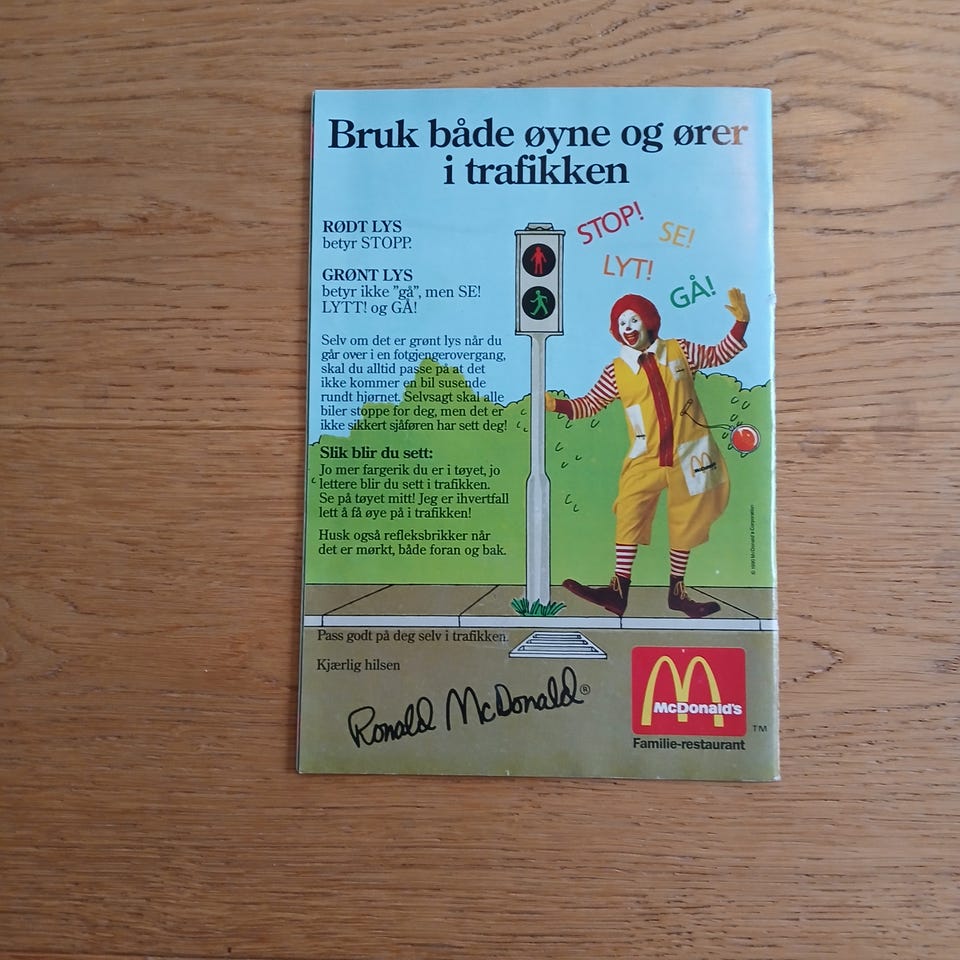 Bruk både øyne og ører
i trafikken
RØDT LYS
betyr STOPP.
GRØNT LYS
betyr ikke "gå", men SE!
LYTT! og GÅ!
Selv om det er grønt lys når du
går over i en fotgjengerovergang,
skal du alltid passe på at det
ikke kommer en bil susende
rundt hjørnet. Selvsagt skal alle
biler stoppe for deg, men det er
ikke sikkert sjåføren har sett deg!
Slik blir du sett:
Jo mer fargerik du er i tøyet, jo
lettere blir du sett i trafikken.
Se på tøyet mitt! Jeg er ihvertfall
lett å få øye på i trafikken!
Husk også refleksbrikker når
det er mørkt, både foran og bak.
STOP!
SE!
LYT!
GÅ!
McDonald's
© 1990 McDonald's Corporation
Pass godt på deg selv i trafikken.
Kjærlig hilsen
Ronald McDonald®
McDonald's
TM
Familie-restaurant